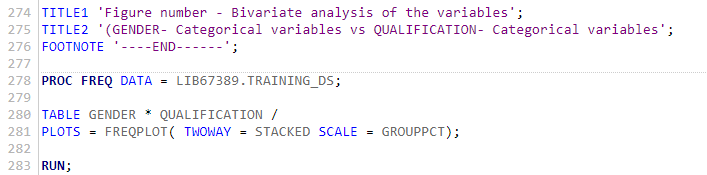 274 TITLE1 'Figure number - Bivariate analysis of the variables';
275 TITLE2 '(GENDER- Categorical variables vs QUALIFICATION- Categorical variables';
276 FOOTNOTE '----END------';
277
278 PROC FREQ DATA = LIB67389.TRAINING_DS;
279
280 TABLE GENDER * QUALIFICATION /
281 PLOTS = FREQPLOT( TWOWAY = STACKED SCALE = GROUPPCT);
282
283 RUN;